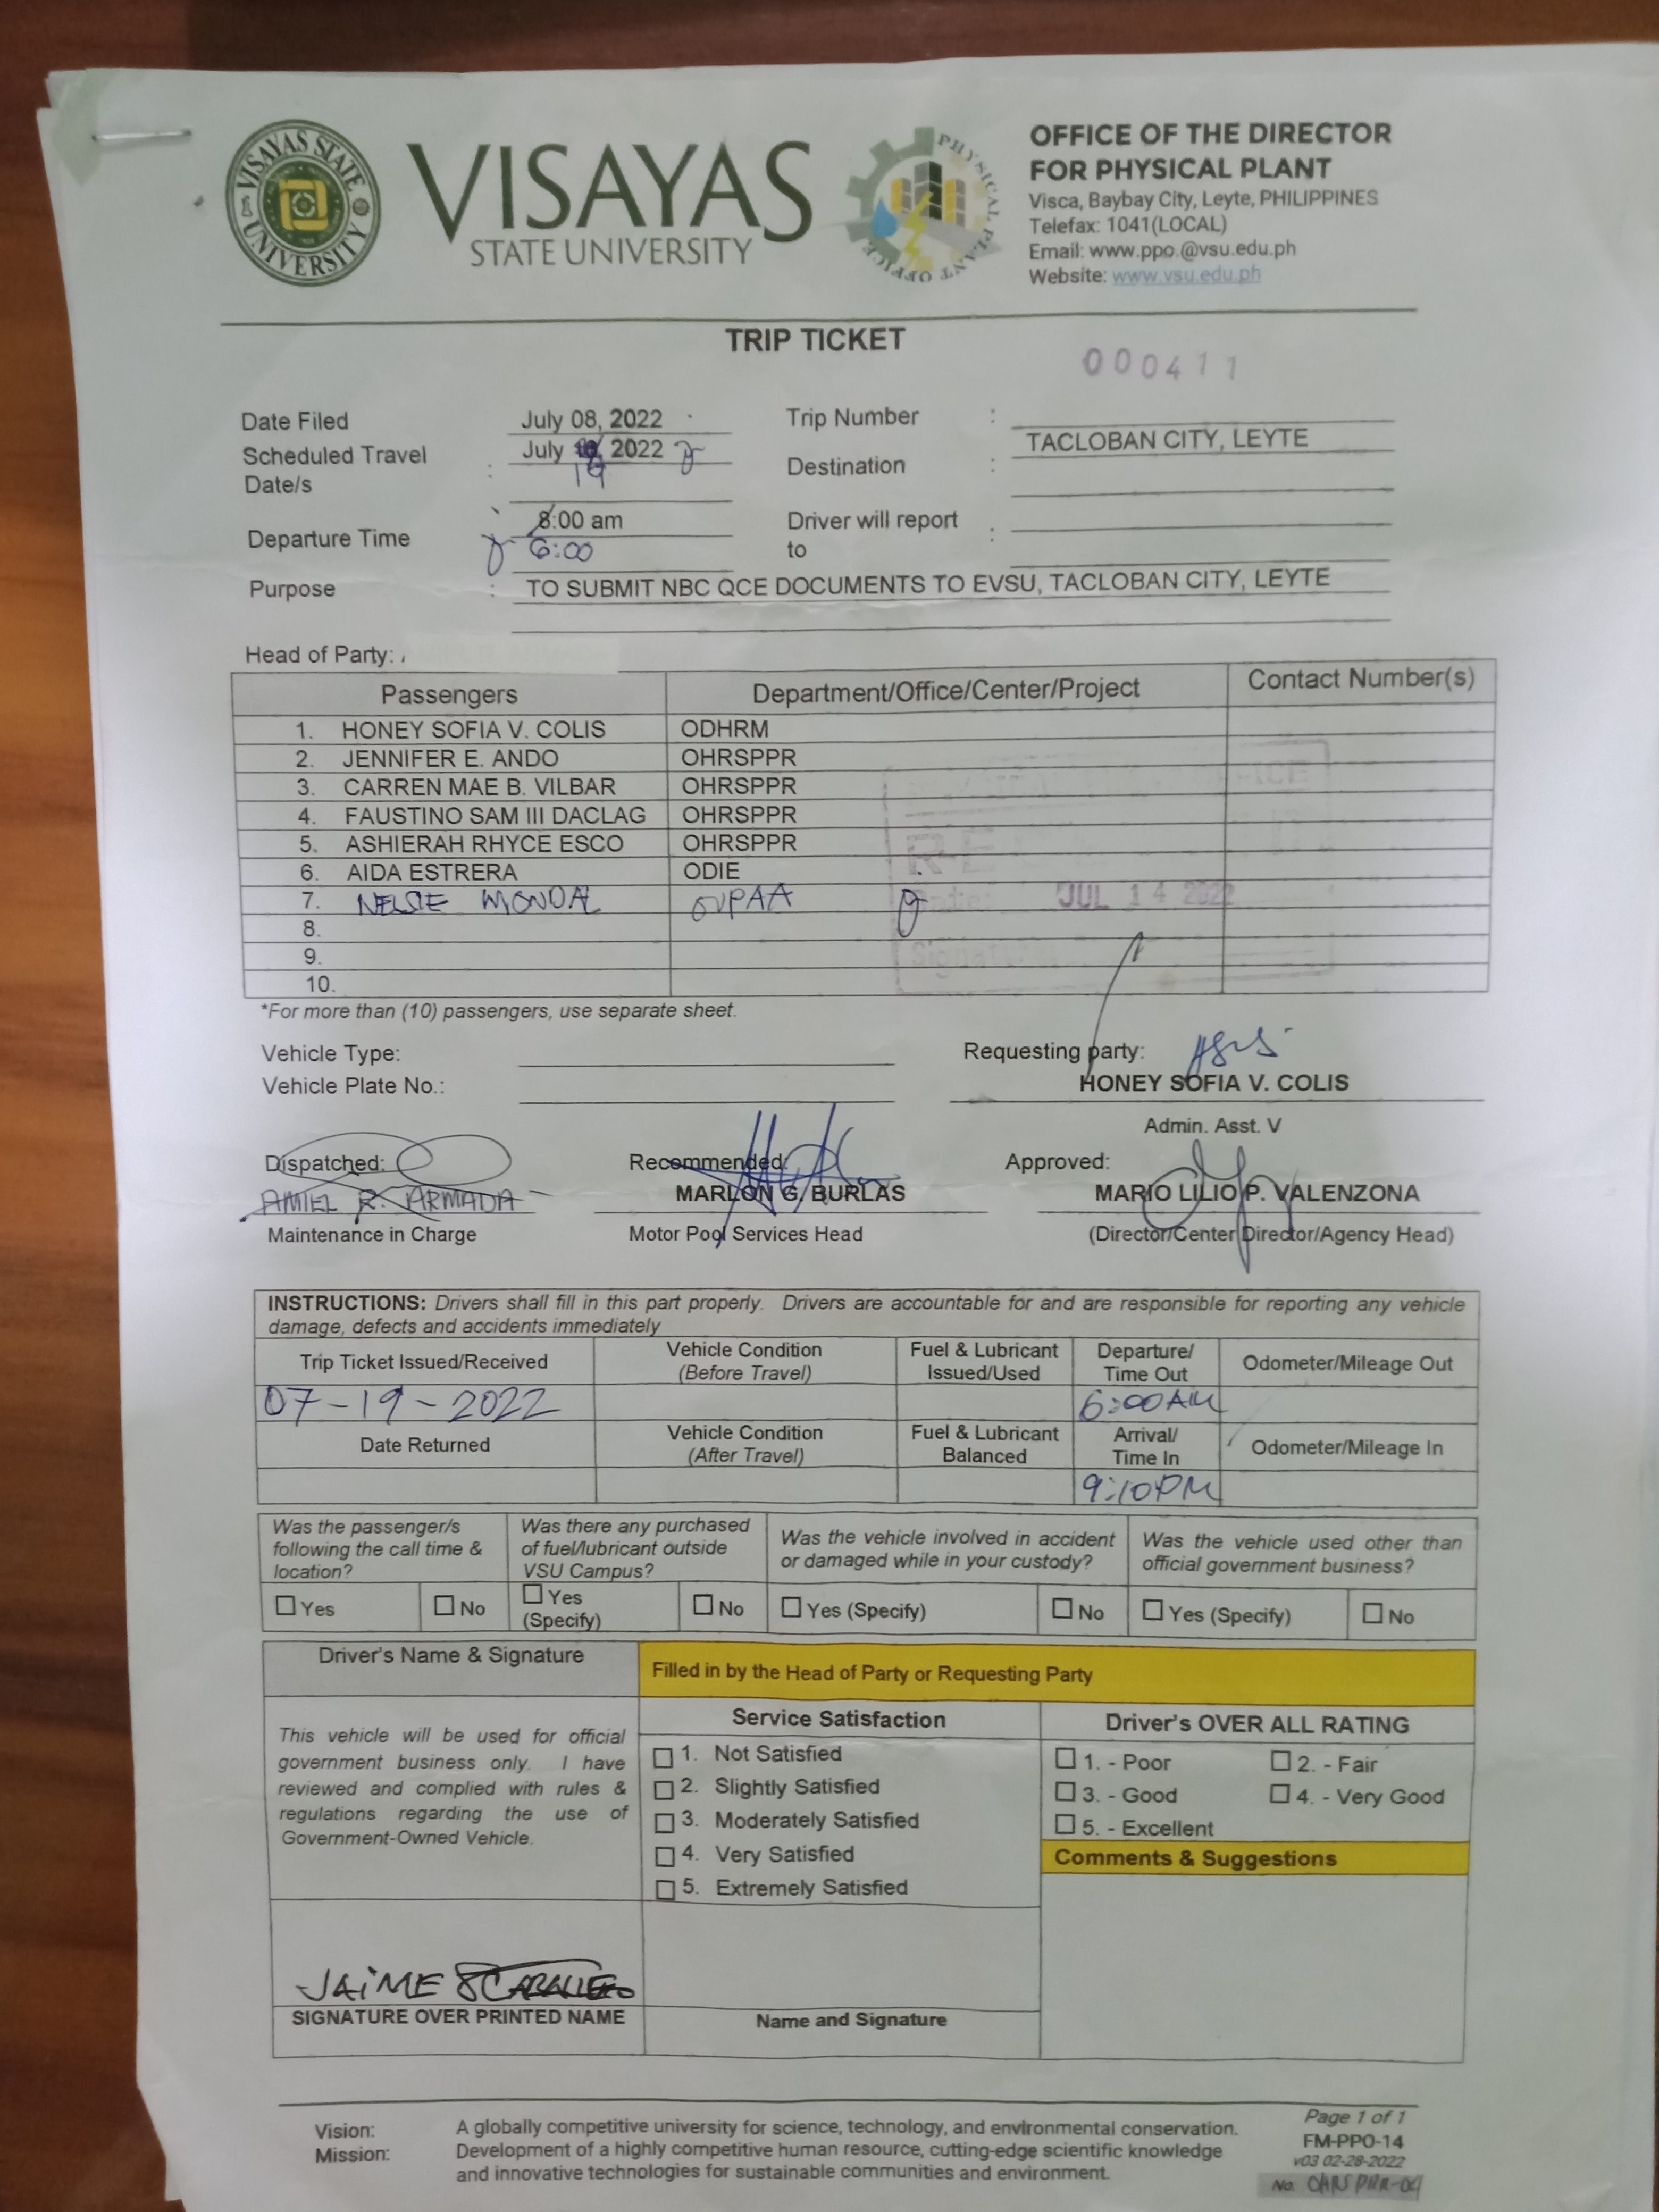 VISAYAS STATE UNIVERSITY
PHYSICAL PLANT OFFICE
VISAYAS
STATE UNIVERSITY
OFFICE OF THE DIRECTOR
FOR PHYSICAL PLANT
Visca, Baybay City, Leyte, PHILIPPINES
Telefax: 1041(LOCAL)
Email: www.ppo.@vsu.edu.ph
Website: www.vsu.edu.ph
TRIP TICKET
000411
Date Filed July 08, 2022 Trip Number :
Scheduled Travel Date/s : July 2022 19 Destination : TACLOBAN CITY, LEYTE
Departure Time 8:00 am 6:00 Driver will report to :
Purpose : TO SUBMIT NBC QCE DOCUMENTS TO EVSU, TACLOBAN CITY, LEYTE
Head of Party:
Passengers Department/Office/Center/Project Contact Number(s)
1. HONEY SOFIA V. COLIS ODHRM
2. JENNIFER E. ANDO OHRSPPR
3. CARREN MAE B. VILBAR OHRSPPR
4. FAUSTINO SAM III DACLAG OHRSPPR
5. ASHIERAH RHYCE ESCO OHRSPPR
6. AIDA ESTRERA ODIE
7. NELSIE MONDAL OVPAA JUL 14 2022
8.
9.
10.
*For more than (10) passengers, use separate sheet.
Vehicle Type: Requesting party:
Vehicle Plate No.: HONEY SOFIA V. COLIS
Admin. Asst. V
Dispatched: Recommended: Approved:
AMIEL R. ARMADA MARLON G. BURLAS MARIO LILIO P. VALENZONA
Maintenance in Charge Motor Pool Services Head (Director/Center Director/Agency Head)
INSTRUCTIONS: Drivers shall fill in this part properly. Drivers are accountable for and are responsible for reporting any vehicle
damage, defects and accidents immediately
Trip Ticket Issued/Received Vehicle Condition (Before Travel) Fuel & Lubricant Issued/Used Departure/ Time Out Odometer/Mileage Out
07-19-2022 6:00AM
Date Returned Vehicle Condition (After Travel) Fuel & Lubricant Balanced Arrival/ Time In Odometer/Mileage In
9:10PM
Was the passenger/s following the call time & location? Was there any purchased of fuel/lubricant outside VSU Campus? Was the vehicle involved in accident or damaged while in your custody? Was the vehicle used other than official government business?
Yes No Yes (Specify) No Yes (Specify) No Yes (Specify) No
Driver's Name & Signature Filled in by the Head of Party or Requesting Party
Service Satisfaction Driver's OVER ALL RATING
This vehicle will be used for official
government business only. I have
reviewed and complied with rules &
regulations regarding the use of
Government-Owned Vehicle.
1. Not Satisfied
2. Slightly Satisfied
3. Moderately Satisfied
4. Very Satisfied
5. Extremely Satisfied
1. - Poor 2. - Fair
3. - Good 4. - Very Good
5. - Excellent
Comments & Suggestions
JAIME
SIGNATURE OVER PRINTED NAME Name and Signature
Vision: A globally competitive university for science, technology, and environmental conservation.
Mission: Development of a highly competitive human resource, cutting-edge scientific knowledge
and innovative technologies for sustainable communities and environment.
Page 1 of 1
FM-PPO-14
v03 02-28-2022
No.